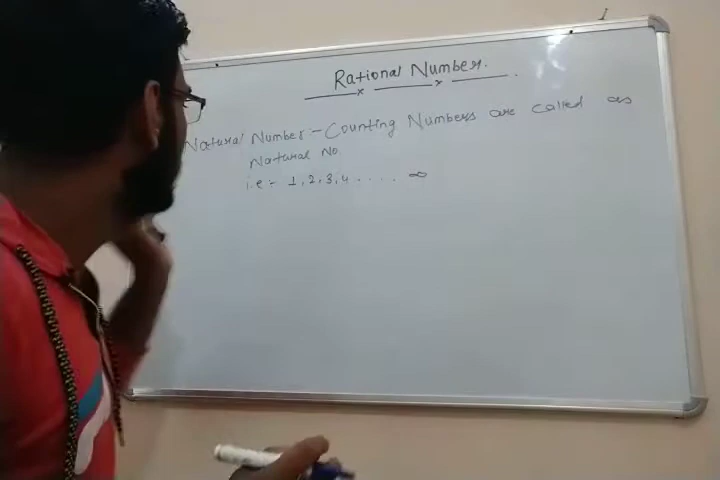 Rational Number.
Natural Number:- Counting Numbers are called as
Natural No
i.e:- 1, 2, 3, 4 . . . . . ∞